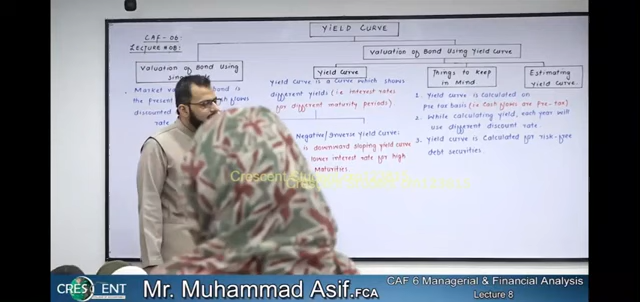 YIELD CURVE
CAF-06
LECTURE #08
Valuation of Bond Using Yield Curve
Valuation of Bond Using
Market
bond is
the present
discounted
rate.
Yield Curve
Yield Curve is a Curve which shows
different yields (i.e interest rates
for different maturity periods)
Negative/Inverse Yield Curve:
is downward sloping yield curve
lower interest rate for high
Maturities.
Things to Keep
in Mind
1. Yield Curve is Calculated on
Pre tax basis (ie Cash flows are Pre-tax)
2. While Calculating yield, each year will
use different discount rate.
3. Yield Curve is Calculated for risk-free
debt securities.
Estimating
Yield Curve
CRESCENT
Mr. Muhammad Asif.FCA
CAF 6 Managerial & Financial Analysis
Lecture 8